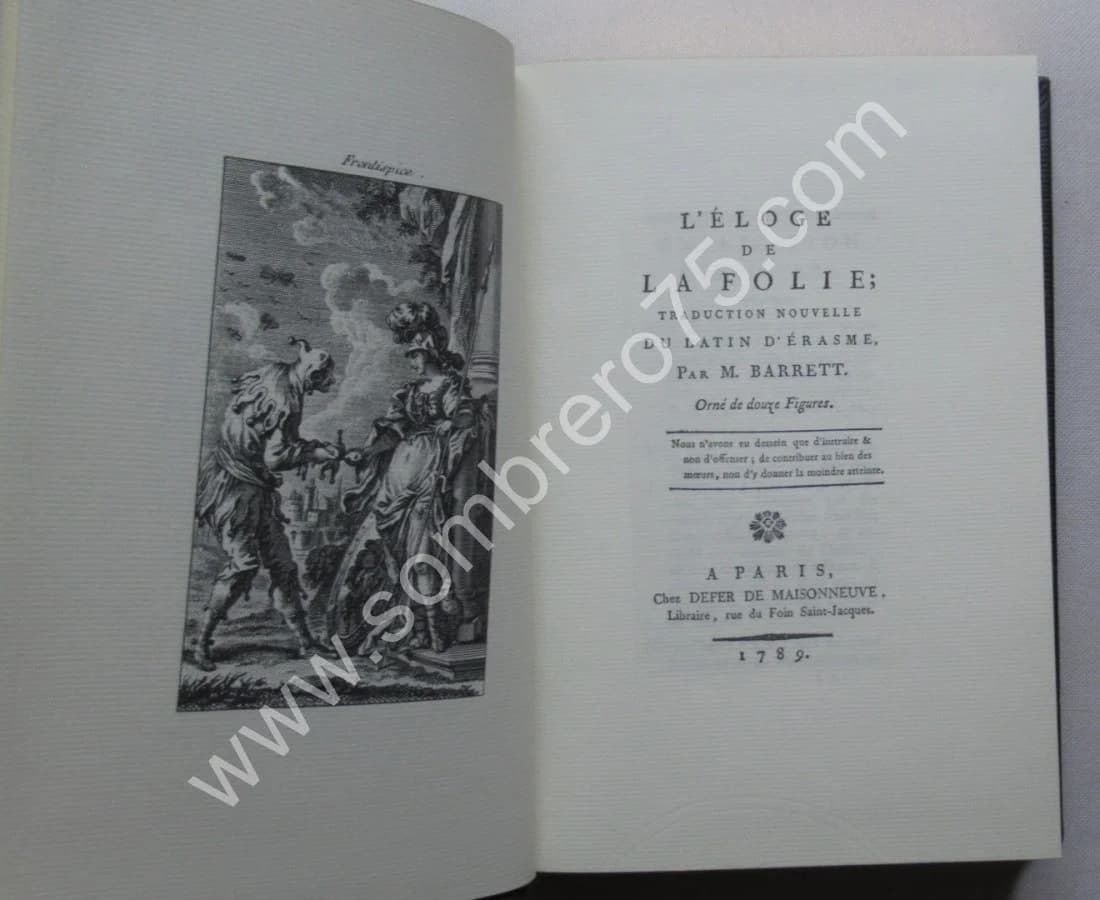 Frontispice.
L'ÉLOGE
DE
LA FOLIE;
TRADUCTION NOUVELLE
DU LATIN D'ÉRASME,
PAR M. BARRETT.
Orné de douze Figures.
Nous n'avons eu dessein que d'instruire &
non d'offenser; de contribuer au bien des
mœurs, non d'y donner la moindre atteinte.
A PARIS,
Chez DEFER DE MAISONNEUVE,
Libraire, rue du Foin Saint-Jacques.
1789.
www.sombrero75.com